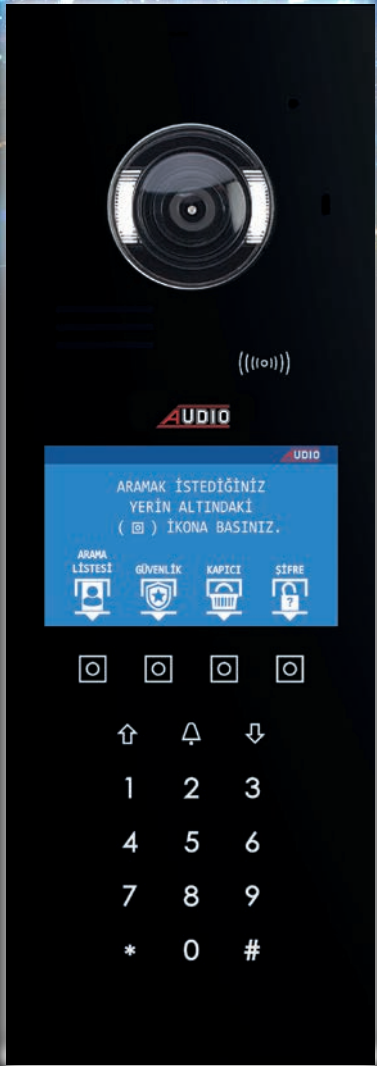 AUDIO
AUDIO
ARAMAK İSTEDİĞİNİZ
YERİN ALTINDAKİ
( ) İKONA BASINIZ.
ARAMA
LİSTESİ
GÜVENLİK
KAPICI
ŞİFRE
?
1 2 3
4 5 6
7 8 9
* 0 #